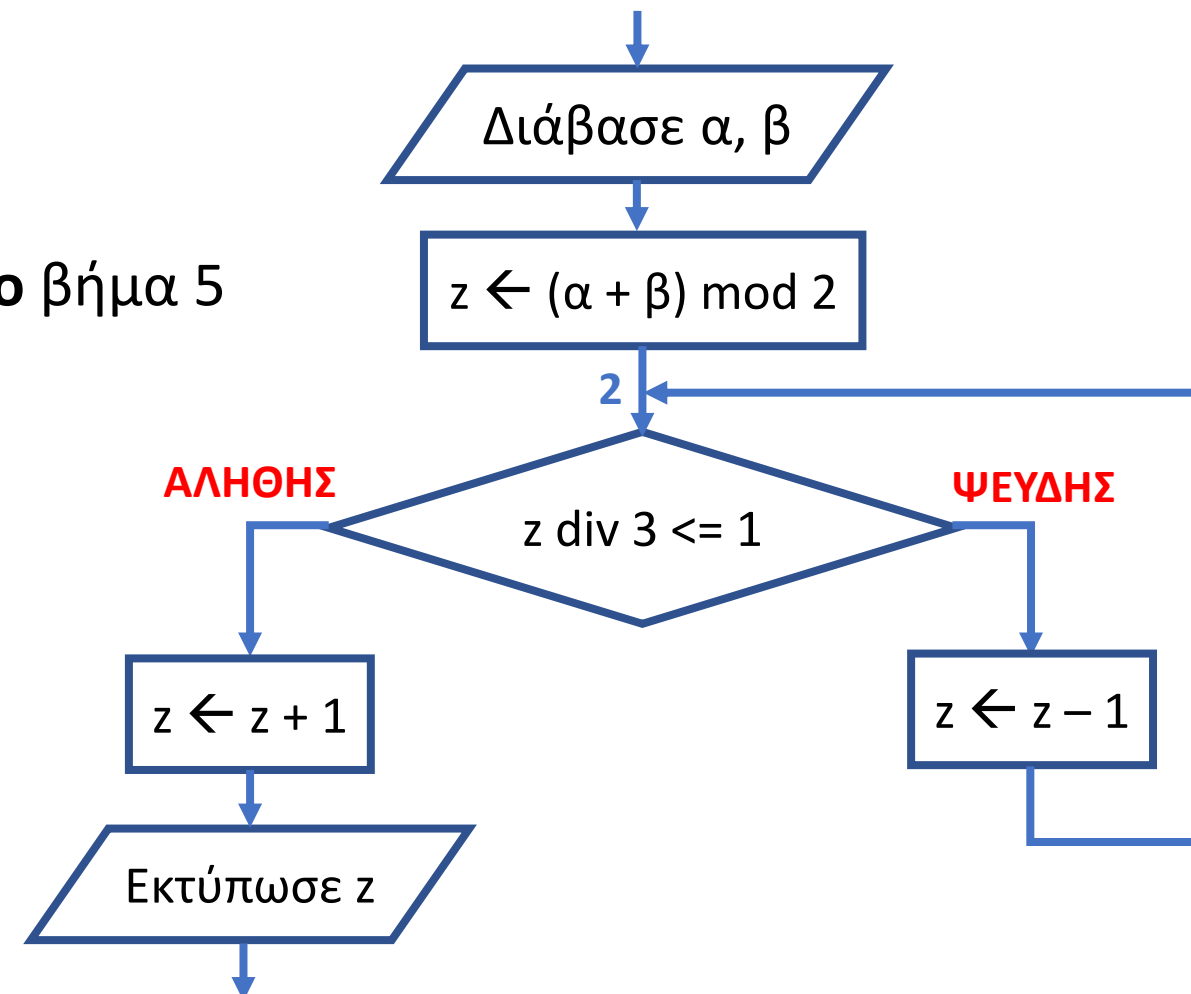 Διάβασε α, β
ο βήμα 5
z ← (α + β) mod 2
2
ΑΛΗΘΗΣ
ΨΕΥΔΗΣ
z div 3 <= 1
z ← z + 1
z ← z – 1
Εκτύπωσε z